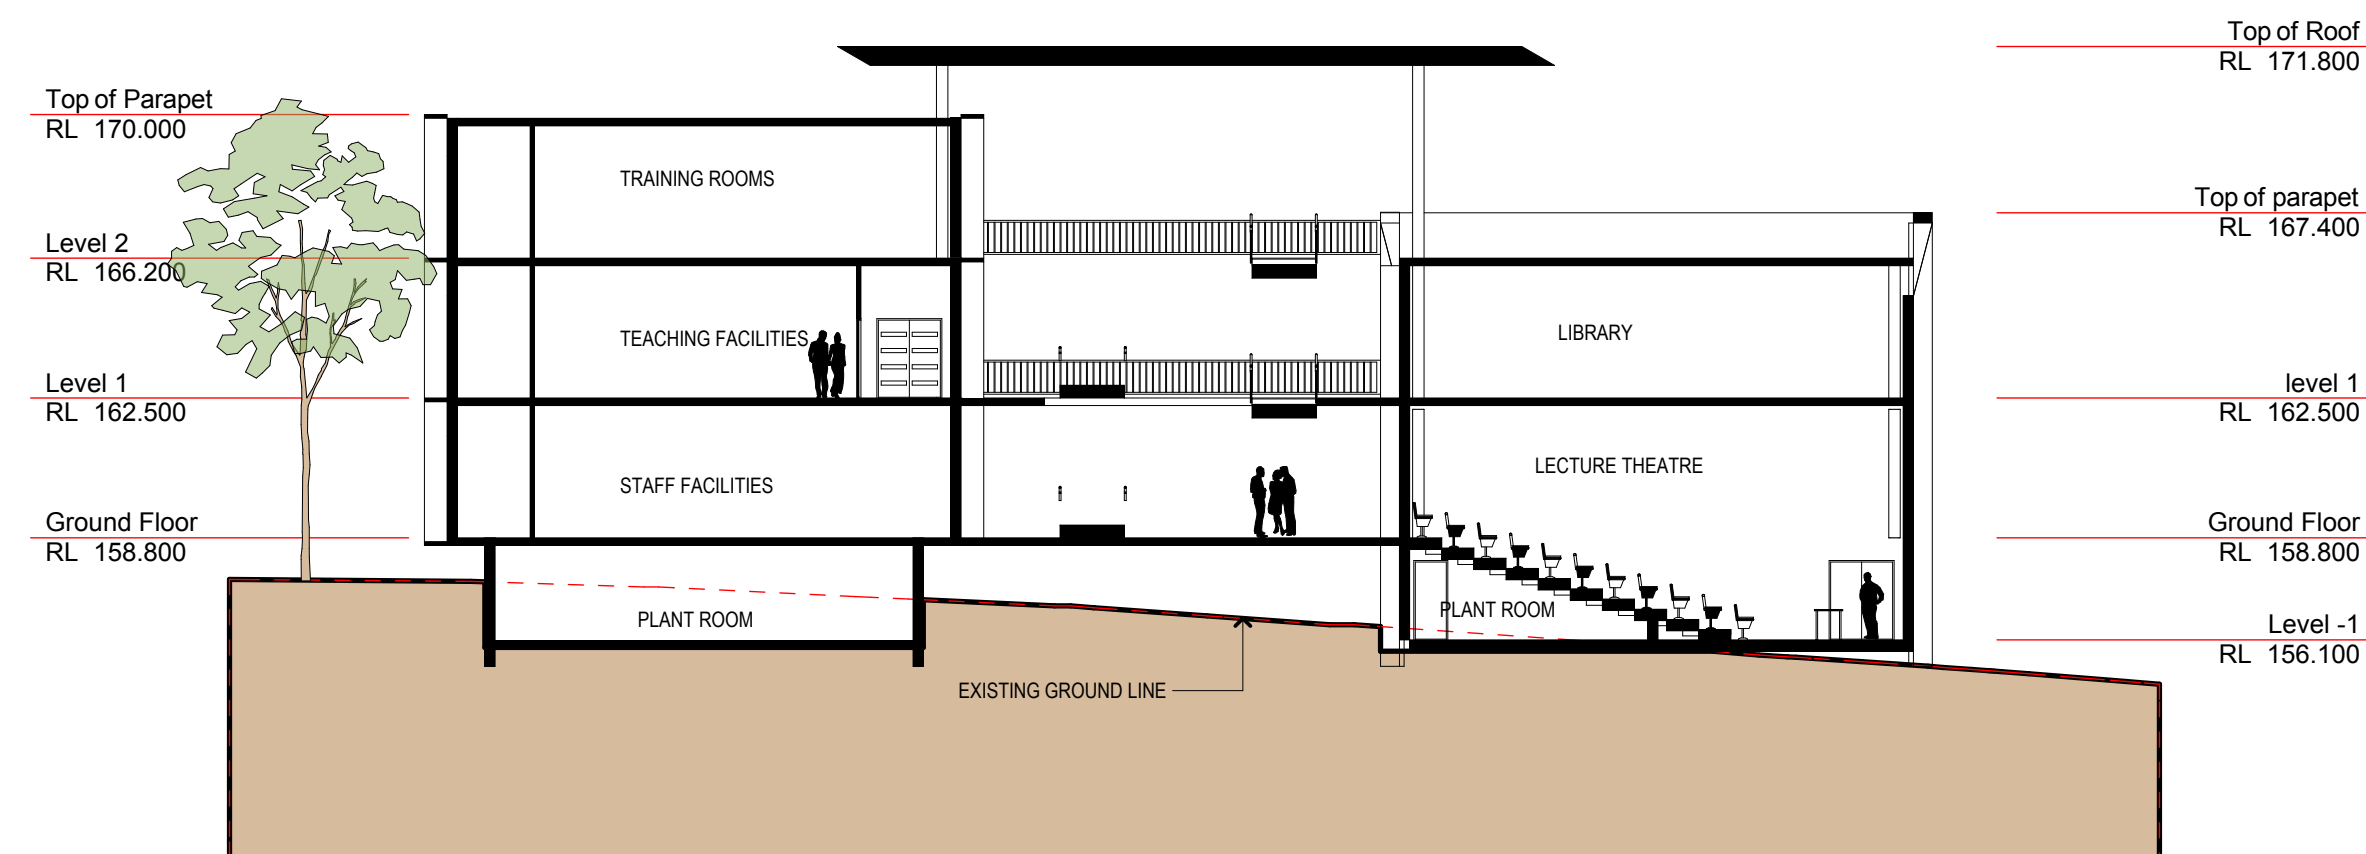 Top of Roof
RL 171.800
Top of Parapet
RL 170.000
TRAINING ROOMS
Top of parapet
RL 167.400
Level 2
RL 166.200
TEACHING FACILITIES
LIBRARY
Level 1
RL 162.500
level 1
RL 162.500
LECTURE THEATRE
STAFF FACILITIES
Ground Floor
RL 158.800
Ground Floor
RL 158.800
PLANT ROOM
PLANT ROOM
Level -1
RL 156.100
EXISTING GROUND LINE